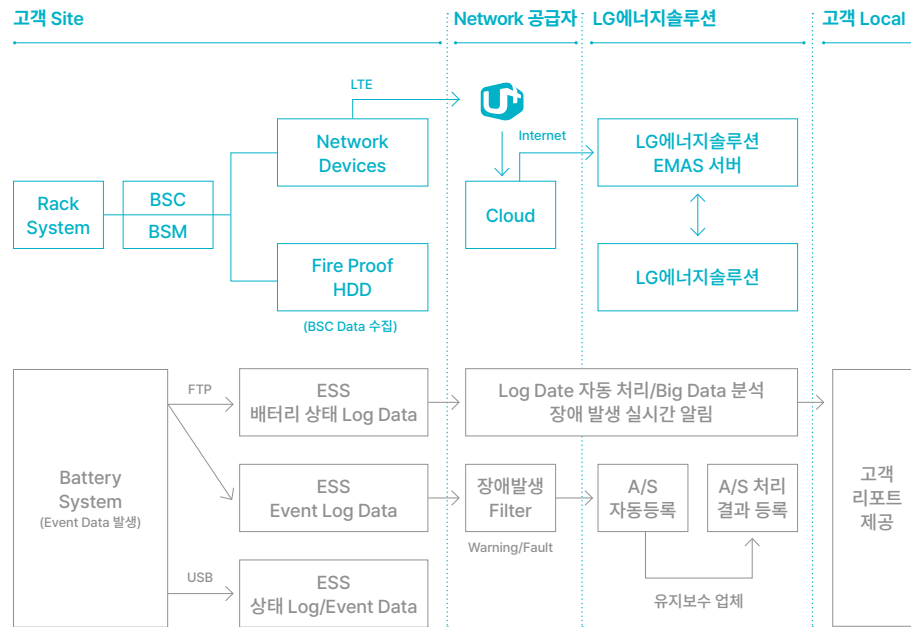 고객 Site
Network 공급자
LG에너지솔루션
고객 Local
LTE
U+
Internet
Network
Devices
LG에너지솔루션
EMAS 서버
Rack
System
BSC
BSM
Cloud
Fire Proof
HDD
LG에너지솔루션
(BSC Data 수집)
FTP
ESS
배터리 상태 Log Data
Log Date 자동 처리/Big Data 분석
장애 발생 실시간 알림
Battery
System
(Event Data 발생)
ESS
Event Log Data
장애발생
Filter
Warning/Fault
A/S
자동등록
A/S 처리
결과 등록
고객
리포트
제공
USB
ESS
상태 Log/Event Data
유지보수 업체